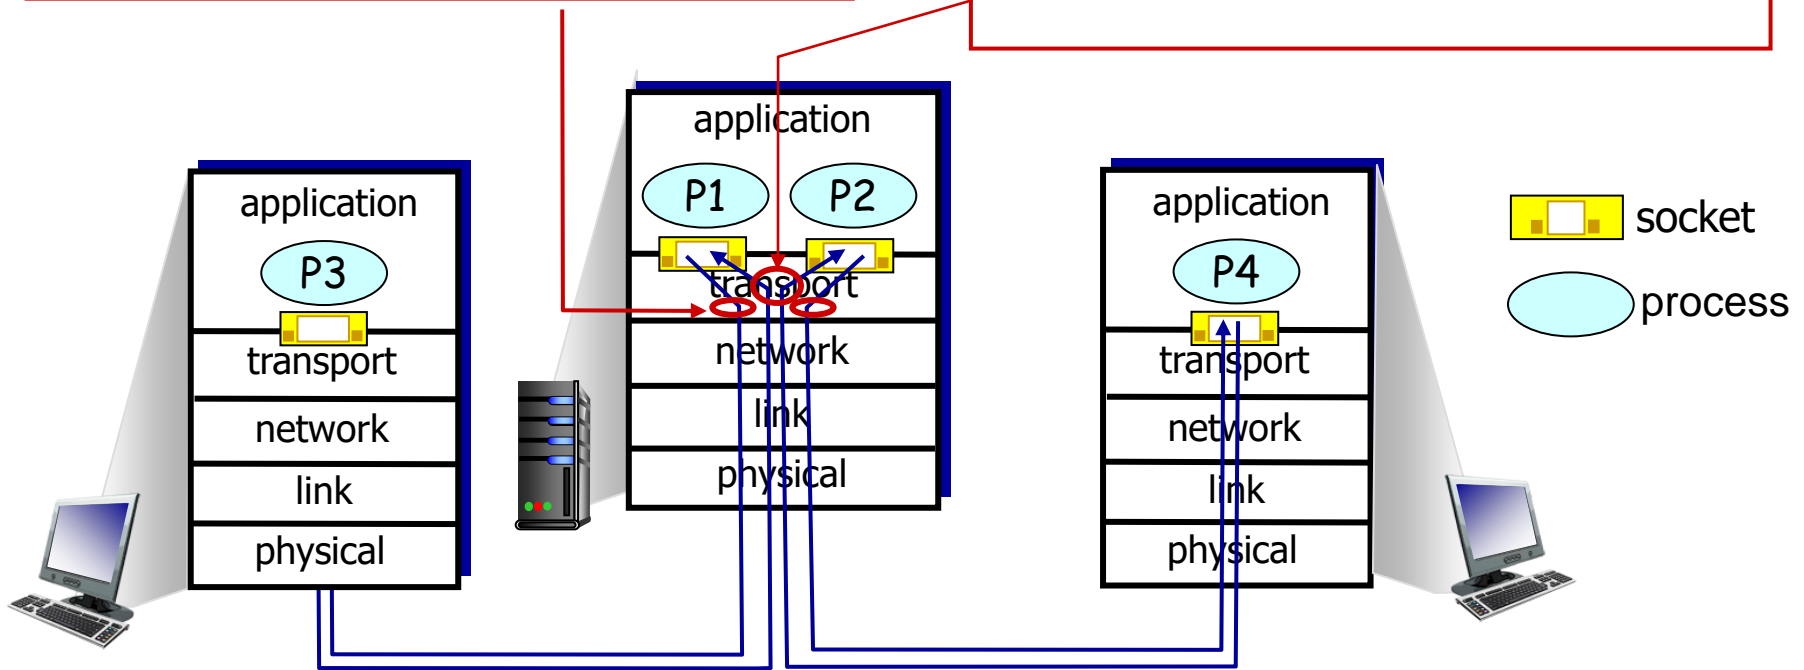 application
P3
transport
network
link
physical
application
P1
P2
transport
network
link
physical
application
P4
transport
network
link
physical
socket
process